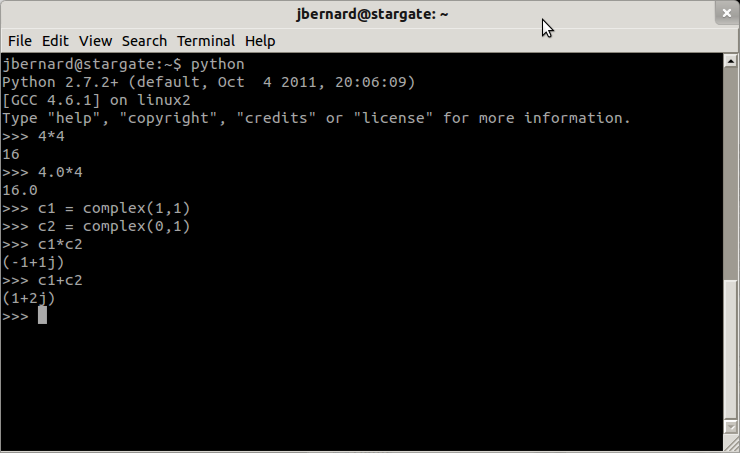 jbernard@stargate: ~
File Edit View Search Terminal Help
jbernard@stargate:~$ python
Python 2.7.2+ (default, Oct  4 2011, 20:06:09)
[GCC 4.6.1] on linux2
Type "help", "copyright", "credits" or "license" for more information.
>>> 4*4
16
>>> 4.0*4
16.0
>>> c1 = complex(1,1)
>>> c2 = complex(0,1)
>>> c1*c2
(-1+1j)
>>> c1+c2
(1+2j)
>>>